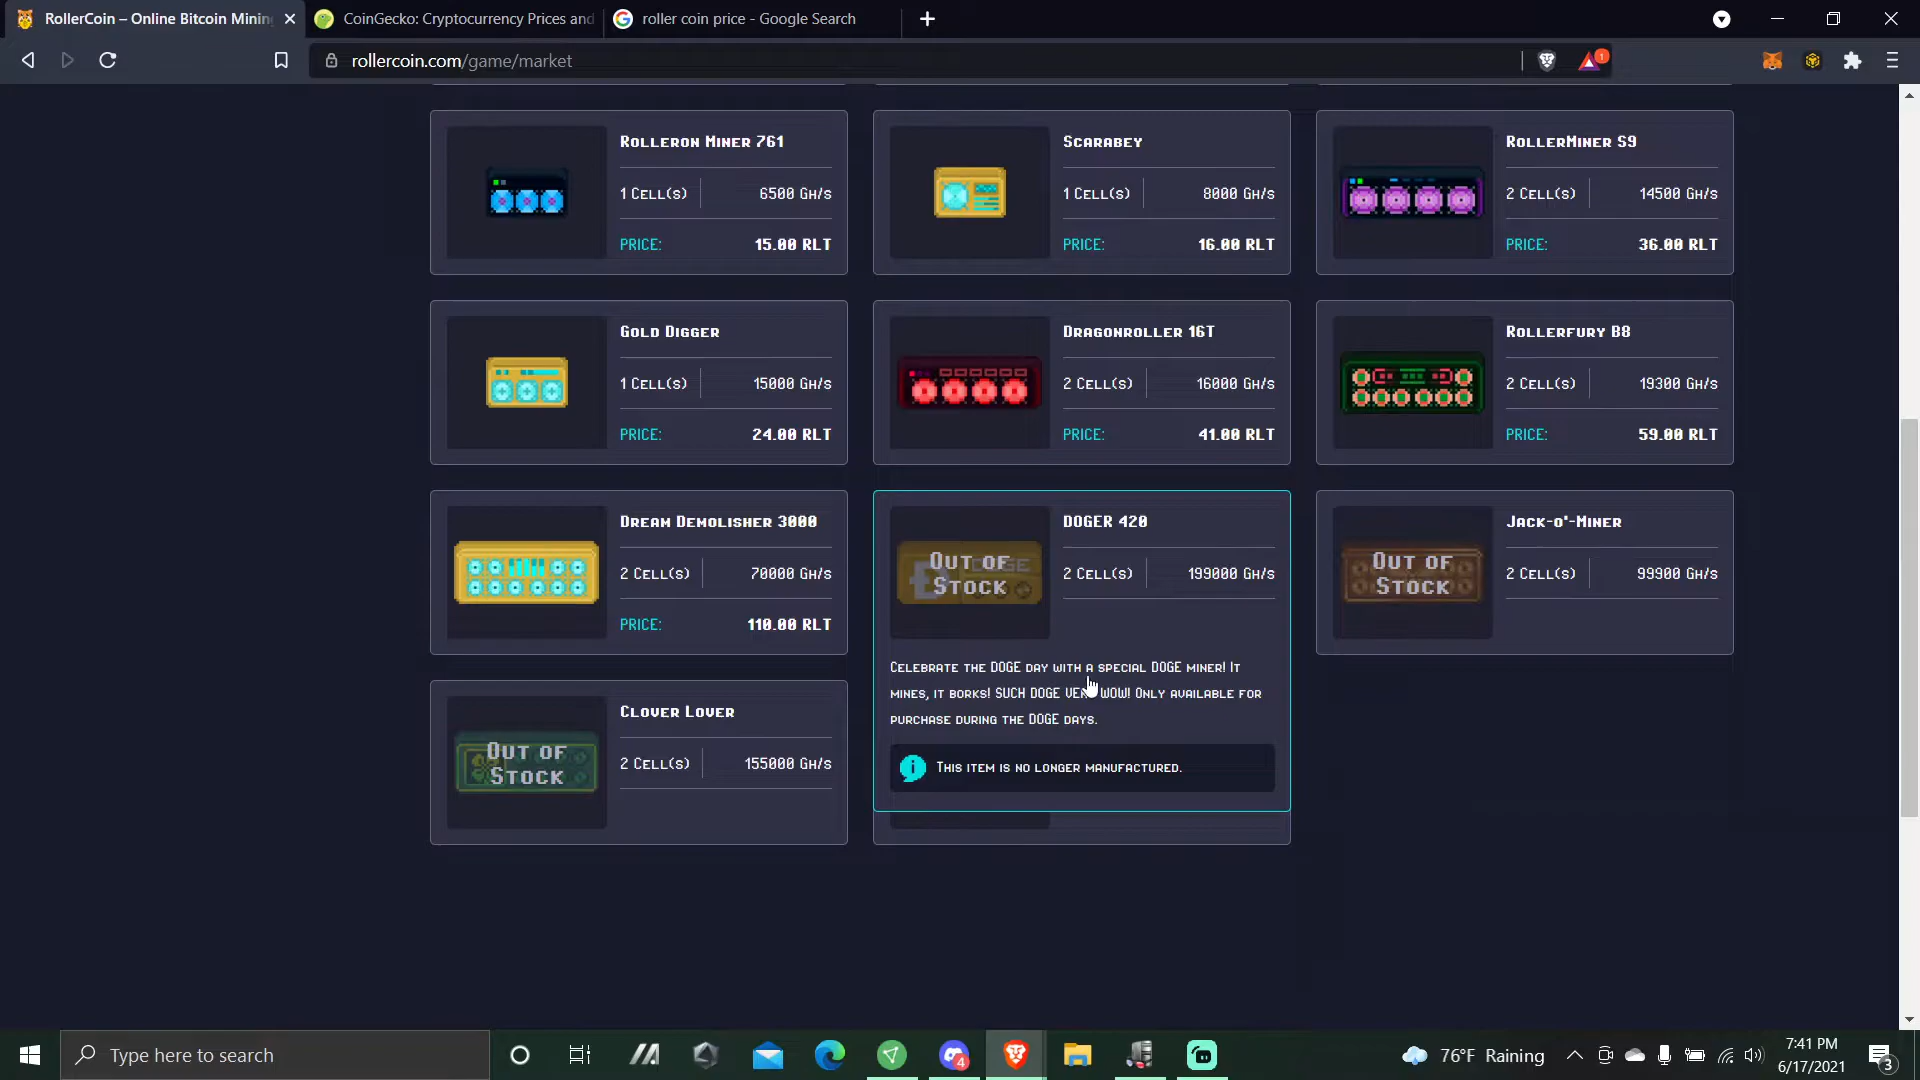 RollerCoin – Online Bitcoin Mining
CoinGecko: Cryptocurrency Prices and
roller coin price - Google Search
rollercoin.com/game/market
1
Rolleron Miner 761
1 Cell(s) 6500 Gh/s
PRICE: 15.00 RLT
Scarabey
1 Cell(s) 8000 Gh/s
PRICE: 16.00 RLT
RollerMiner S9
2 Cell(s) 14500 Gh/s
PRICE: 36.00 RLT
Gold Digger
1 Cell(s) 15000 Gh/s
PRICE: 24.00 RLT
Dragonroller 16T
2 Cell(s) 16000 Gh/s
PRICE: 41.00 RLT
Rollerfury B8
2 Cell(s) 19300 Gh/s
PRICE: 59.00 RLT
Dream Demolisher 3000
2 Cell(s) 70000 Gh/s
PRICE: 110.00 RLT
DOGER 420
Out of
Stock
2 Cell(s) 199000 Gh/s
Celebrate the DOGE day with a special DOGE miner! It
mines, it borks! SUCH DOGE WOW! Only available for
purchase during the DOGE days.
This item is no longer manufactured.
Jack-o'-Miner
Out of
Stock
2 Cell(s) 99900 Gh/s
Clover Lover
Out of
Stock
2 Cell(s) 155000 Gh/s
Type here to search
4
76°F Raining
7:41 PM
6/17/2021
3